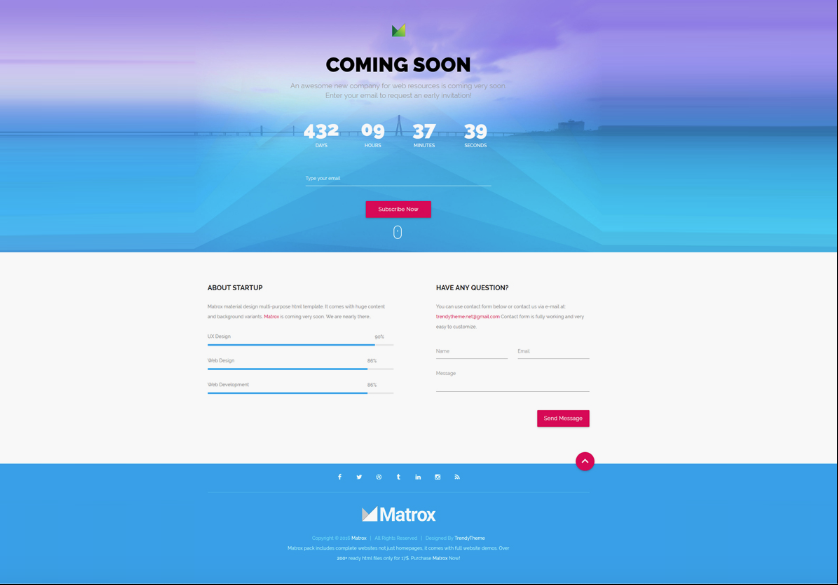 COMING SOON
An awesome new company for web resources is coming very soon.
Enter your email to request an early invitation!
432 09 37 39
DAYS HOURS MINUTES SECONDS
Type your email
Subscribe Now
ABOUT STARTUP
Matrox material design multi-purpose html template. It comes with huge content
and background variants. Matrox is coming very soon. We are nearly there.
UX Design 90%
Web Design 86%
Web Development 86%
HAVE ANY QUESTION?
You can use contact form below or contact us via e-mail at:
trendytheme.net@gmail.com Contact form is fully working and very
easy to customize.
Name Email
Message
Send Message
Matrox
Copyright © Matrox | All Rights Reserved | Designed By TrendyTheme
Matrox pack includes complete websites not just homepages. It comes with full website demos. Over
200+ ready html files only for 17$. Purchase Matrox Now!